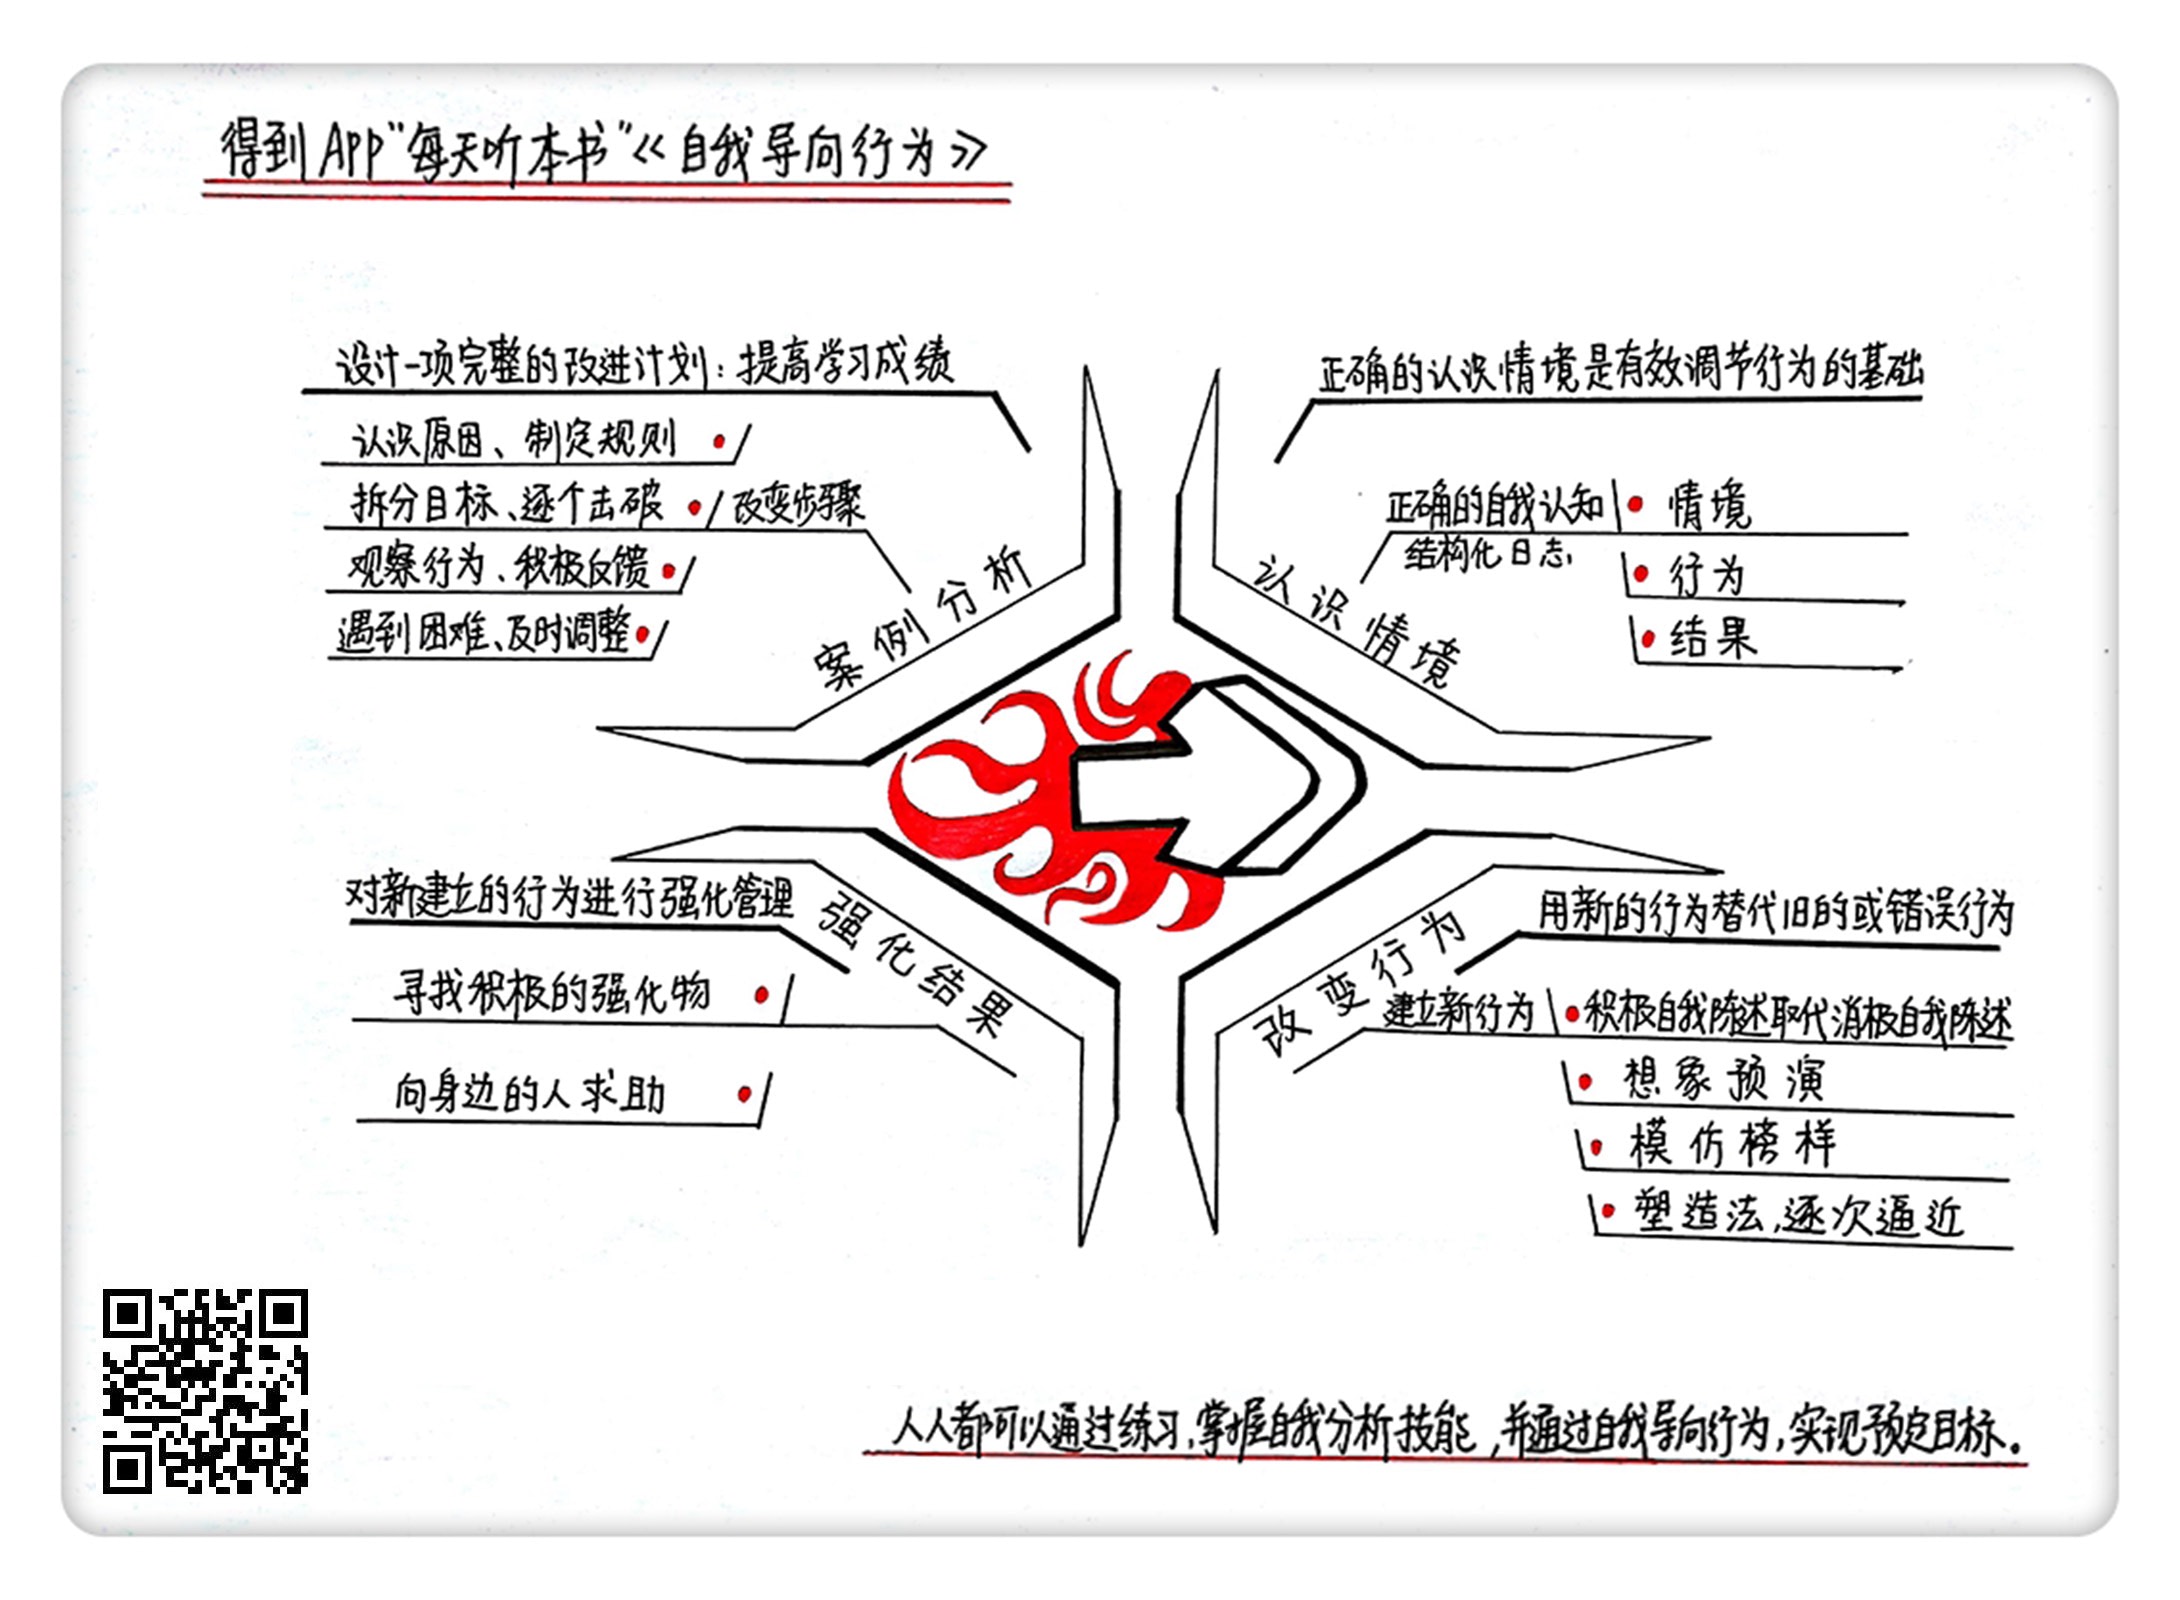 得到App"每天听本书"《自我导向行为》
设计一项完整的改进计划：提高学习成绩
认识原因、制定规则
拆分目标、逐个击破
改变步骤
观察行为、积极反馈
遇到困难、及时调整
案例分析
正确的认识情境是有效调节行为的基础
正确的自我认知
结构化日志
情境
行为
结果
认识情境
对新建立的行为进行强化管理
寻找积极的强化物
向身边的人求助
强化结果
用新的行为替代旧的或错误行为
建立新行为
积极自我陈述取代消极自我陈述
想象预演
模仿榜样
塑造法,逐次逼近
改变行为
人人都可以通过练习,掌握自我分析技能,并通过自我导向行为,实现预定目标。